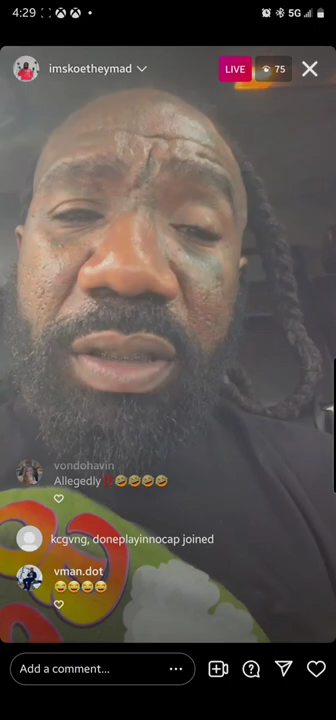 4:29
5G
imskoetheymad
LIVE
75
vondohavin
Allegedly‼️🤣🤣🤣🤣
kcgvng, doneplayinnocap joined
vman.dot
😂😂😂😂
Add a comment...